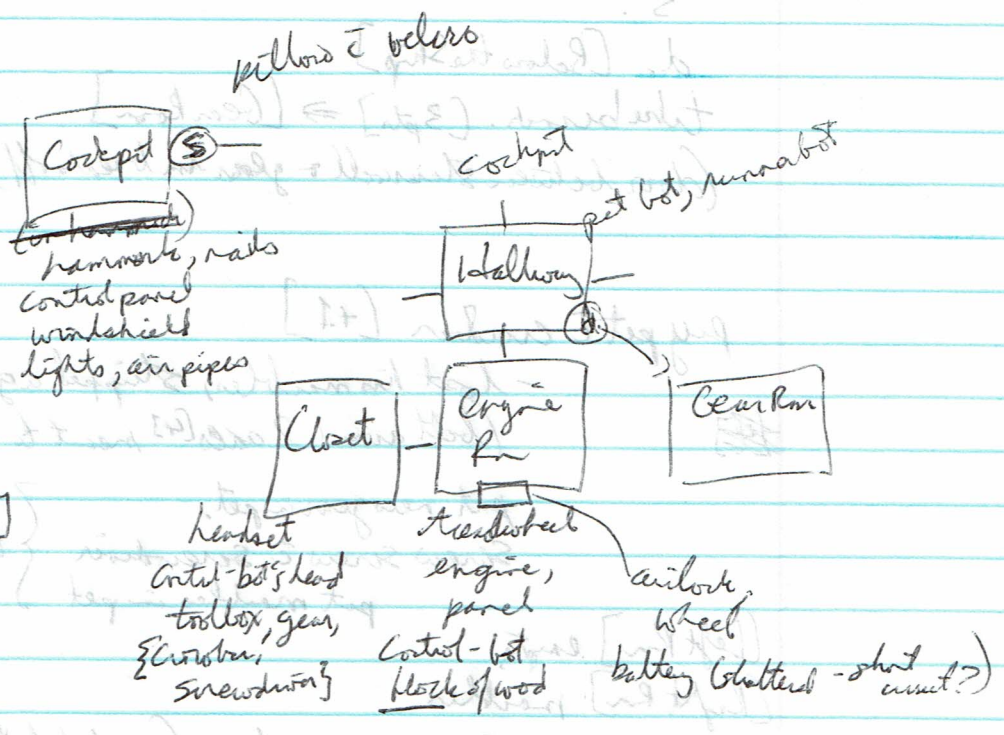 pillow c̄ velcro
Cockpit
S
hammock, rails
control panel
windshield
lights, air pipes
cockpit
pet bot, runnabot
Hallway
d
Closet
engine
Rm
Gear Rm
headset
Control-bot's head
toolbox, gear,
{Crowbar,
screwdriver}
treadwheel
engine,
panel
Control-bot
block of wood
airlock,
wheel
battery (shattered - short
circuit?)